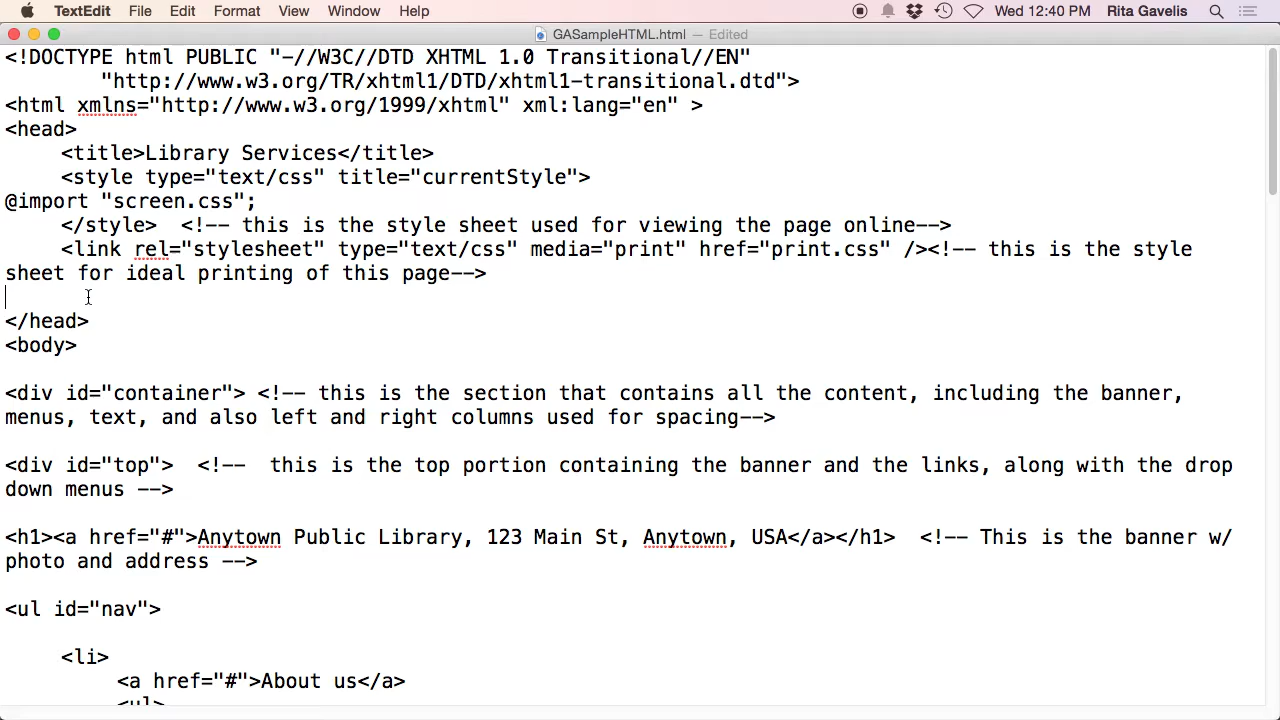 TextEdit File Edit Format View Window Help Wed 12:40 PM Rita Gavelis
GASampleHTML.html — Edited
<!DOCTYPE html PUBLIC "-//W3C//DTD XHTML 1.0 Transitional//EN"
"http://www.w3.org/TR/xhtml1/DTD/xhtml1-transitional.dtd">
<html xmlns="http://www.w3.org/1999/xhtml" xml:lang="en" >
<head>
<title>Library Services</title>
<style type="text/css" title="currentStyle">
@import "screen.css";
</style> <!-- this is the style sheet used for viewing the page online-->
<link rel="stylesheet" type="text/css" media="print" href="print.css" /><!-- this is the style
sheet for ideal printing of this page-->
</head>
<body>
<div id="container"> <!-- this is the section that contains all the content, including the banner,
menus, text, and also left and right columns used for spacing-->
<div id="top"> <!-- this is the top portion containing the banner and the links, along with the drop
down menus -->
<h1><a href="#">Anytown Public Library, 123 Main St, Anytown, USA</a></h1> <!-- This is the banner w/
photo and address -->
<ul id="nav">
<li>
<a href="#">About us</a>
<ul>